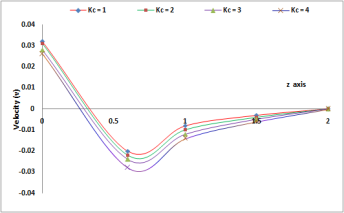 Kc = 1 Kc = 2 Kc = 3 Kc = 4
0.04
0.03
0.02
0.01
0
-0.01
-0.02
-0.03
-0.04
Velocity (v)
z axis
0 0.5 1 1.5 2